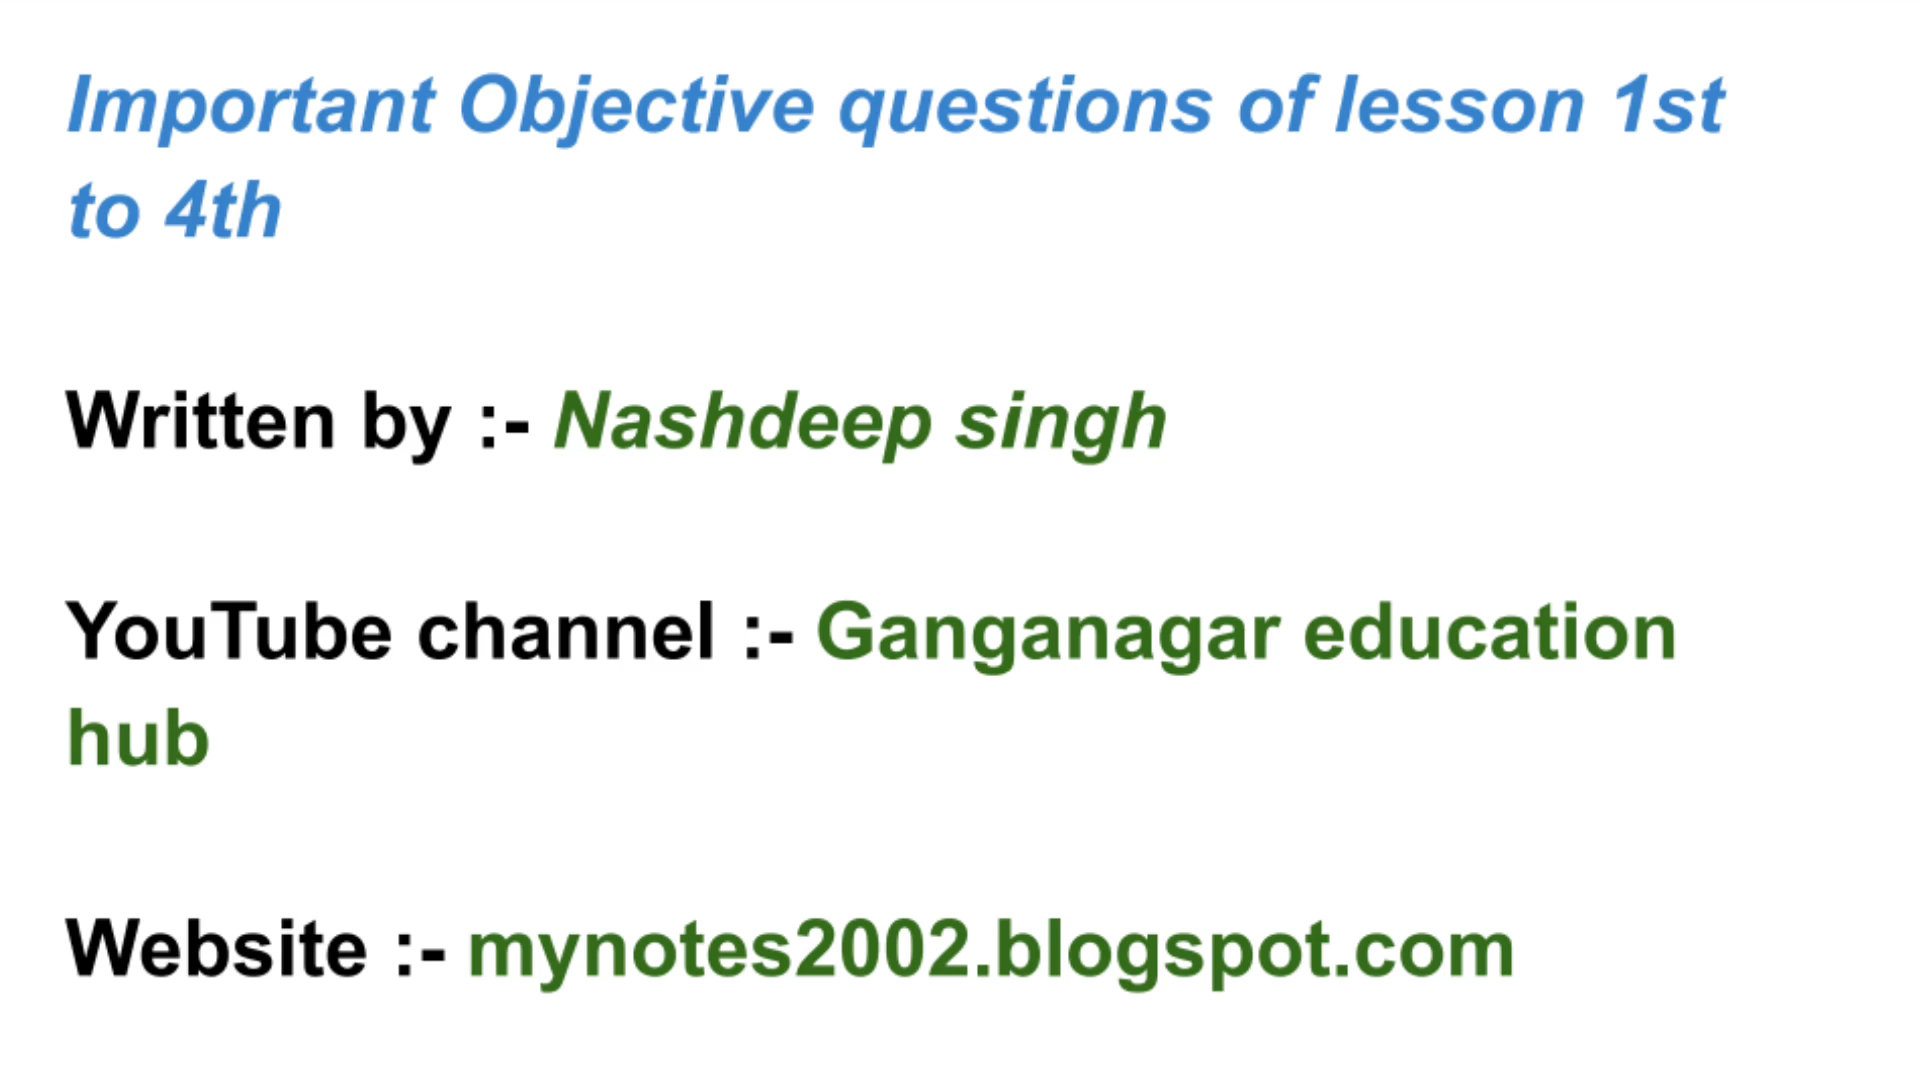 Important Objective questions of lesson 1st
to 4th
Written by :- Nashdeep singh
YouTube channel :- Ganganagar education
hub
Website :- mynotes2002.blogspot.com